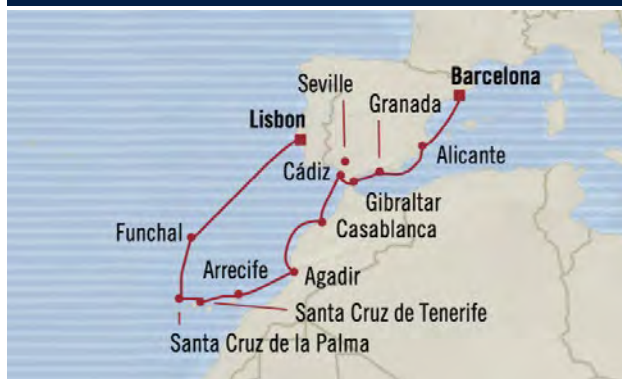 Barcelona
Seville
Granada
Lisbon
Alicante
Cádiz
Gibraltar
Funchal
Casablanca
Arrecife
Agadir
Santa Cruz de Tenerife
Santa Cruz de la Palma